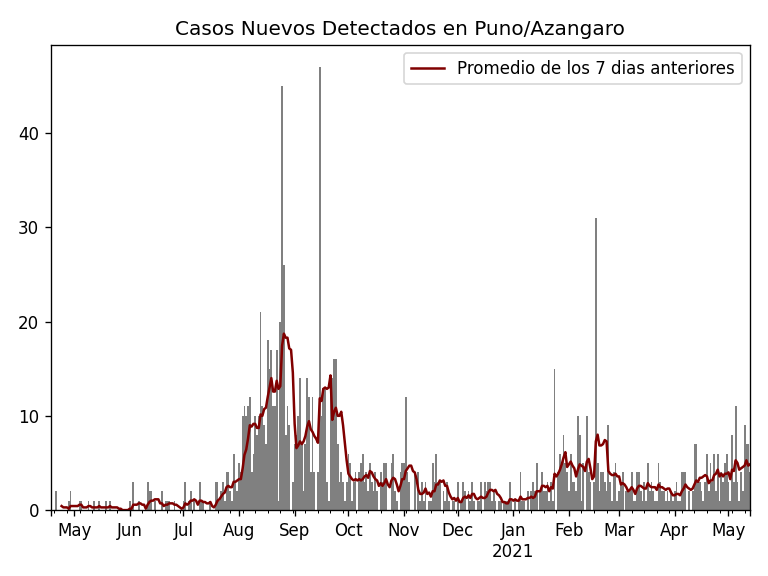 Casos Nuevos Detectados en Puno/Azangaro
Promedio de los 7 dias anteriores
40
30
20
10
0
May Jun Jul Aug Sep Oct Nov Dec Jan Feb Mar Apr May
2021